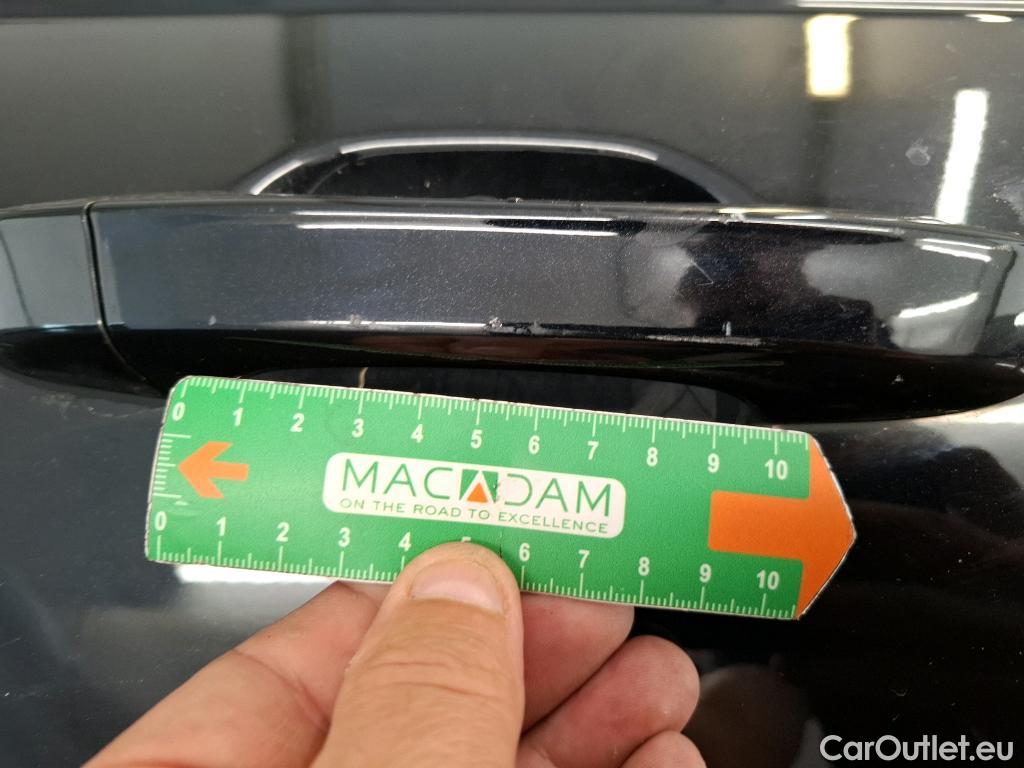 0 1 2 3 4 5 6 7 8 9 10
MACADAM
ON THE ROAD TO EXCELLENCE
0 1 2 3 4 5 6 7 8 9 10
CarOutlet.eu